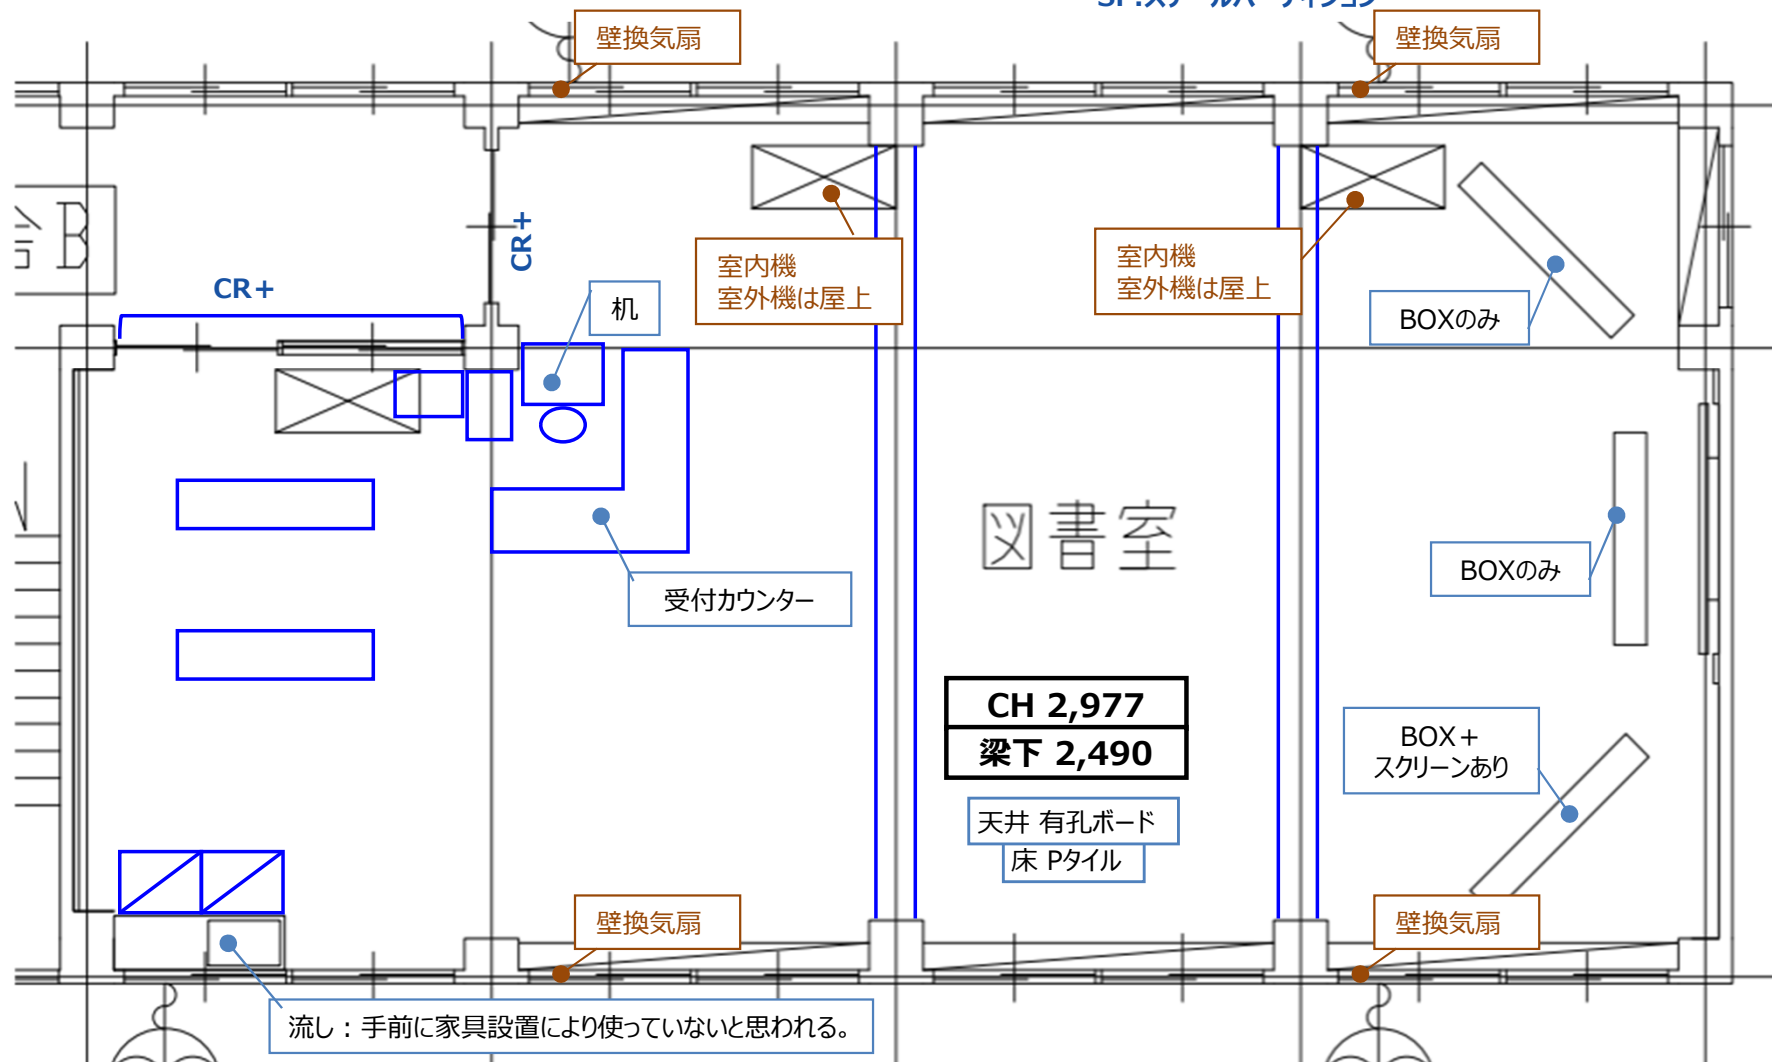 壁換気扇
壁換気扇
CR+
CR+
机
室内機
室外機は屋上
室内機
室外機は屋上
BOXのみ
図書室
BOXのみ
受付カウンター
CH 2,977
梁下 2,490
BOX+
スクリーンあり
天井 有孔ボード
床 Pタイル
壁換気扇
壁換気扇
流し：手前に家具設置により使っていないと思われる。